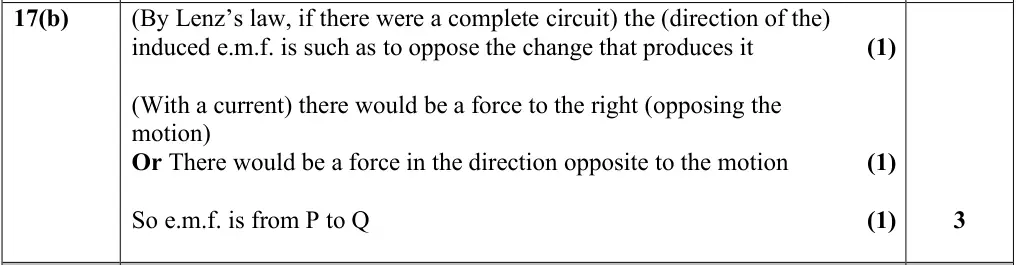 17(b) (By Lenz’s law, if there were a complete circuit) the (direction of the)
induced e.m.f. is such as to oppose the change that produces it (1)
(With a current) there would be a force to the right (opposing the
motion)
Or There would be a force in the direction opposite to the motion (1)
So e.m.f. is from P to Q (1) 3